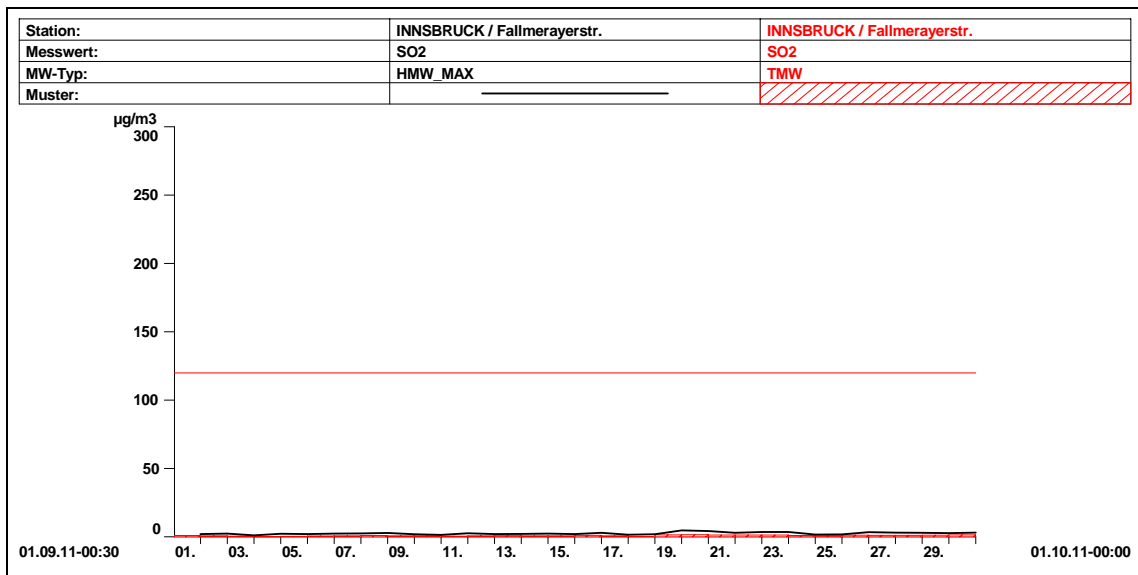 Station: INNSBRUCK / Fallmerayerstr. INNSBRUCK / Fallmerayerstr.
Messwert: SO2 SO2
MW-Typ: HMW_MAX TMW
Muster:
µg/m3
300
250
200
150
100
50
0
01.09.11-00:30 01. 03. 05. 07. 09. 11. 13. 15. 17. 19. 21. 23. 25. 27. 29. 01.10.11-00:00